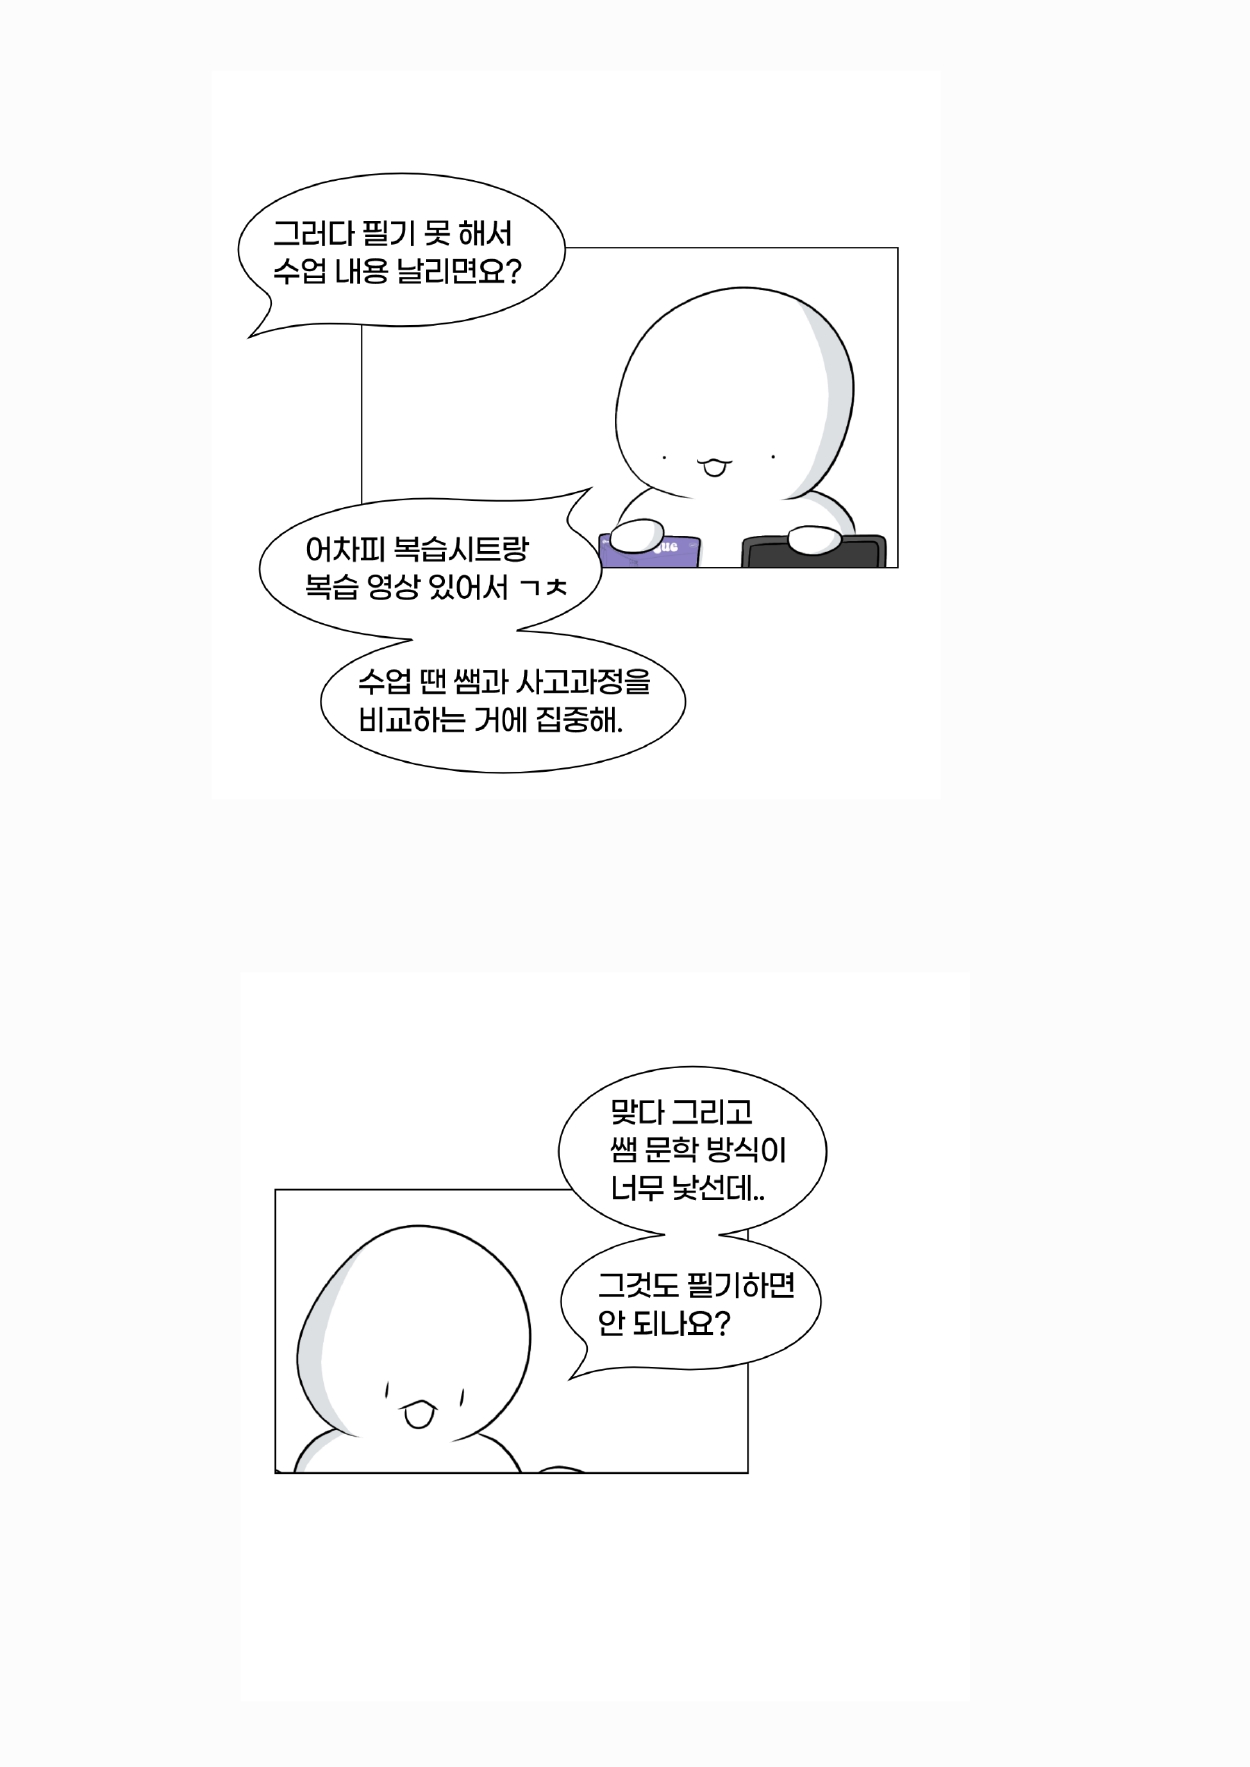 그러다 필기 못 해서
수업 내용 날리면요?
어차피 복습시트랑
복습 영상 있어서 ㄱㅊ
수업 땐 쌤과 사고과정을
비교하는 거에 집중해.
맞다 그리고
쌤 문학 방식이
너무 낯선데..
그것도 필기하면
안 되나요?